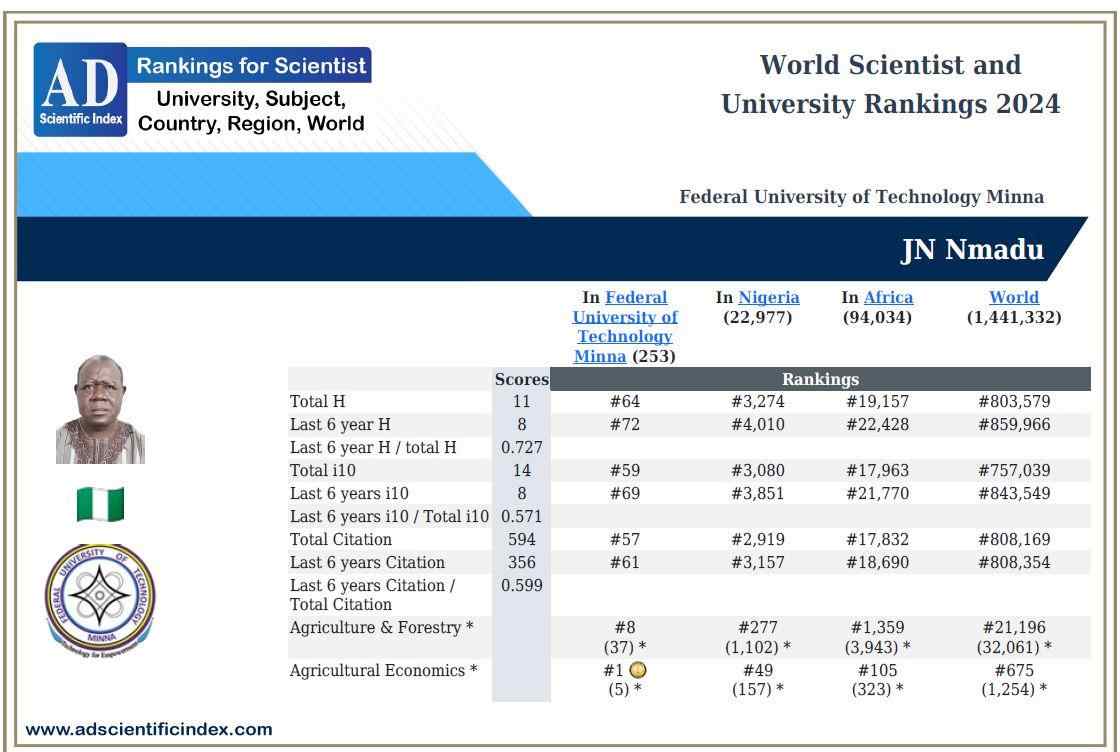 AD
Scientific Index
Rankings for Scientist
University, Subject,
Country, Region, World
World Scientist and
University Rankings 2024
Federal University of Technology Minna
JN Nmadu
In Federal
University of
Technology
Minna (253)
In Nigeria
(22,977)
In Africa
(94,034)
World
(1,441,332)
Scores Rankings
Total H 11 #64 #3,274 #19,157 #803,579
Last 6 year H 8 #72 #4,010 #22,428 #859,966
Last 6 year H / total H 0.727
Total i10 14 #59 #3,080 #17,963 #757,039
Last 6 years i10 8 #69 #3,851 #21,770 #843,549
Last 6 years i10 / Total i10 0.571
Total Citation 594 #57 #2,919 #17,832 #808,169
Last 6 years Citation 356 #61 #3,157 #18,690 #808,354
Last 6 years Citation / 0.599
Total Citation
Agriculture & Forestry * #8 #277 #1,359 #21,196
(37) * (1,102) * (3,943) * (32,061) *
Agricultural Economics * #1 #49 #105 #675
(5) * (157) * (323) * (1,254) *
FEDERAL UNIVERSITY OF TECHNOLOGY
MINNA
Technology for Empowerment
www.adscientificindex.com